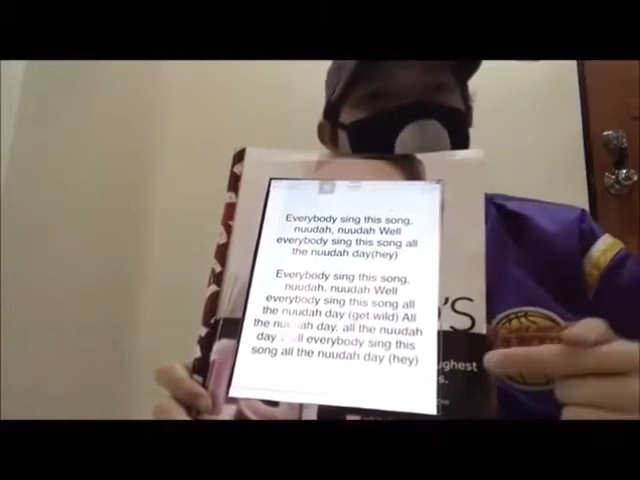 Everybody sing this song,
nuudah, nuudah Well
everybody sing this song all
the nuudah day(hey)
Everybody sing this song,
nuudah, nuudah Well
everybody sing this song all
the nuudah day (get wild) All
the nuudah day, all the nuudah
day everybody sing this
song all the nuudah day (hey)
'S
ughest
s.